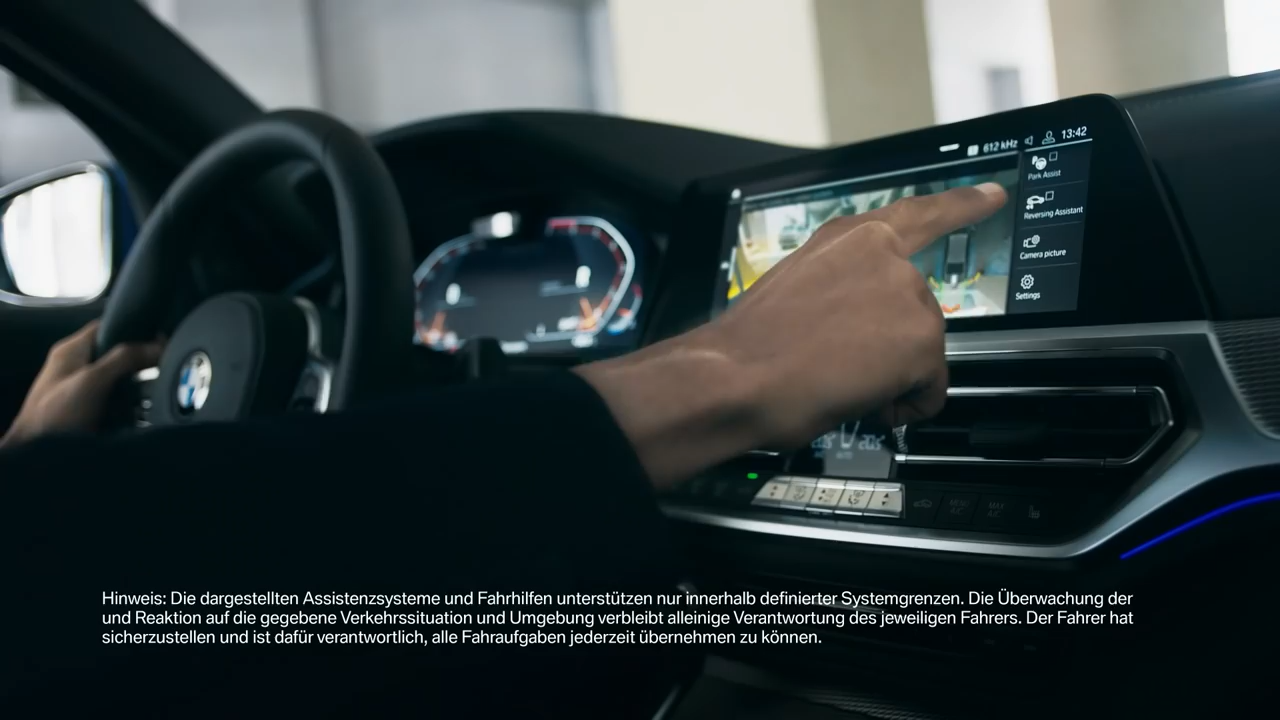 612 kHz 13:42
Park Assist
Reversing Assistant
Camera picture
Settings
Hinweis: Die dargestellten Assistenzsysteme und Fahrhilfen unterstützen nur innerhalb definierter Systemgrenzen. Die Überwachung der
und Reaktion auf die gegebene Verkehrssituation und Umgebung verbleibt alleinige Verantwortung des jeweiligen Fahrers. Der Fahrer hat
sicherzustellen und ist dafür verantwortlich, alle Fahraufgaben jederzeit übernehmen zu können.